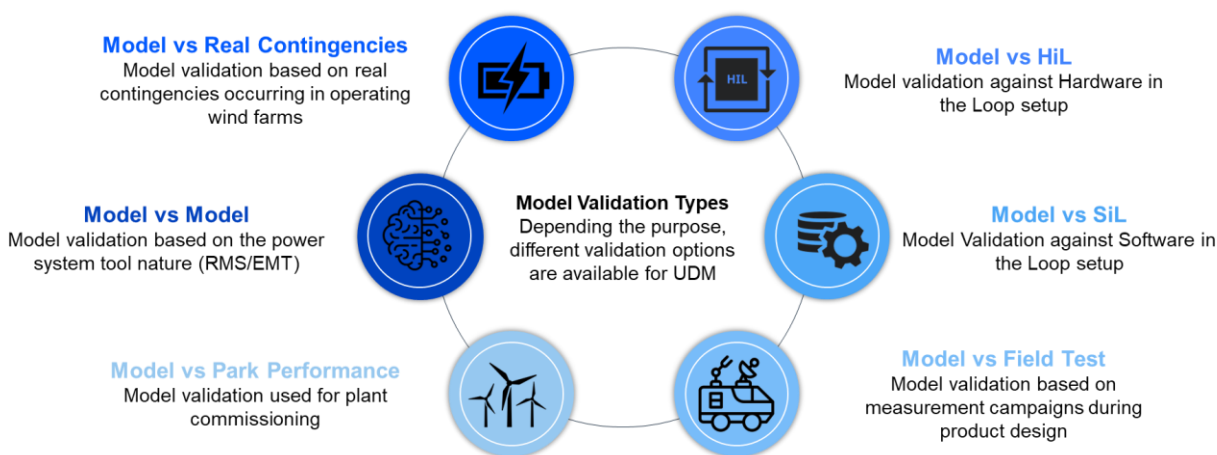 Model vs Real Contingencies
Model validation based on real
contingencies occurring in operating
wind farms
HIL
Model vs HiL
Model validation against Hardware in
the Loop setup
Model vs Model
Model validation based on the power
system tool nature (RMS/EMT)
Model Validation Types
Depending the purpose,
different validation options
are available for UDM
Model vs SiL
Model Validation against Software in
the Loop setup
Model vs Park Performance
Model validation used for plant
commissioning
Model vs Field Test
Model validation based on
measurement campaigns during
product design